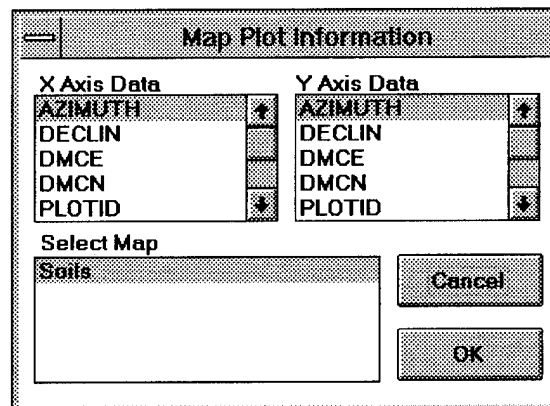 Map Plot Information
X Axis Data
AZIMUTH
DECLIN
DMCE
DMCN
PLOTID
Y Axis Data
AZIMUTH
DECLIN
DMCE
DMCN
PLOTID
Select Map
Soils
Cancel
OK